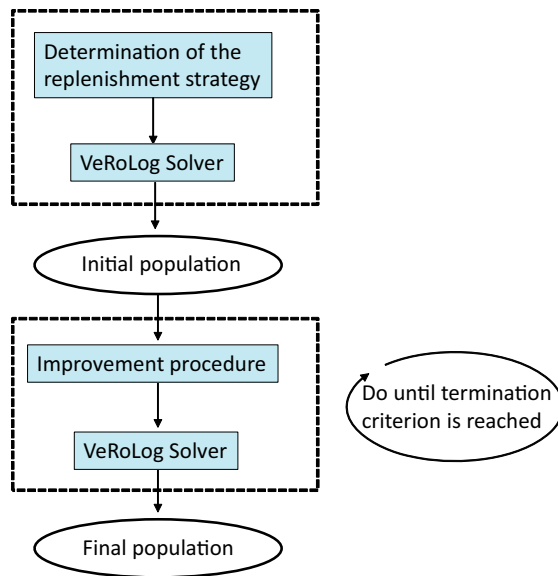 Determination of the
replenishment strategy
VeRoLog Solver
Initial population
Improvement procedure
Do until termination
criterion is reached
VeRoLog Solver
Final population